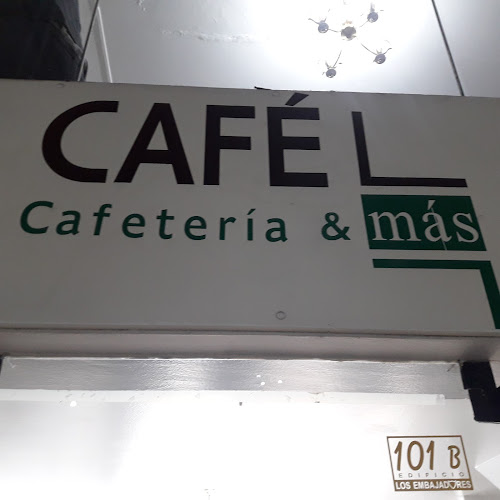 CAFÉ
Cafetería & más
101 B
EDIFICIO
LOS EMBAJADORES